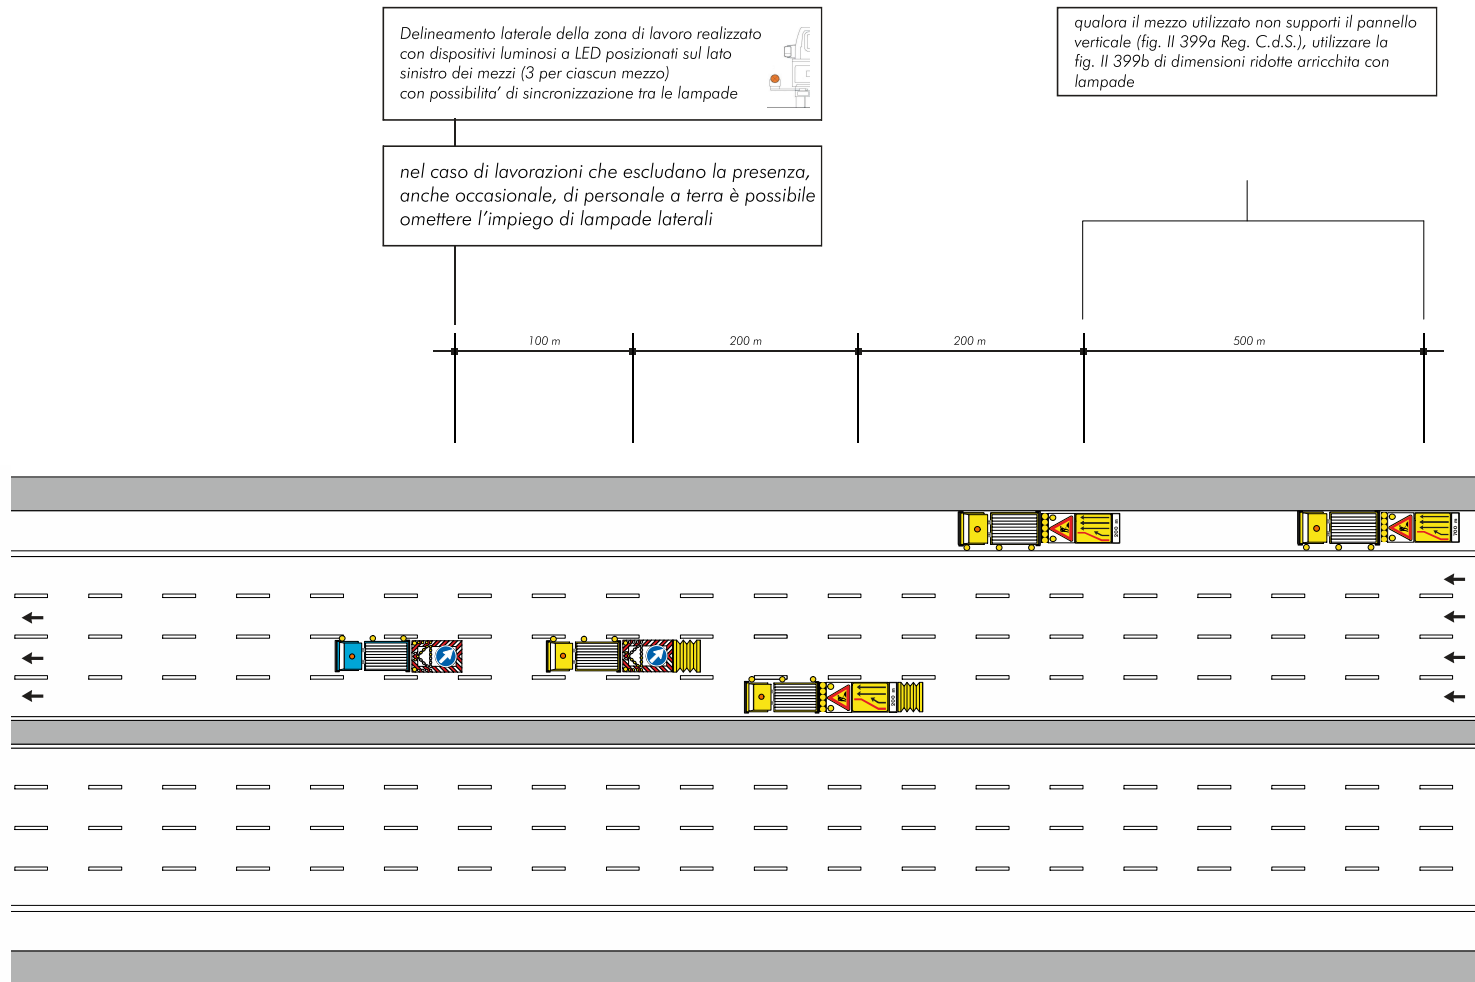 Delineamento laterale della zona di lavoro realizzato
con dispositivi luminosi a LED posizionati sul lato
sinistro dei mezzi (3 per ciascun mezzo)
con possibilita' di sincronizzazione tra le lampade
qualora il mezzo utilizzato non supporti il pannello
verticale (fig. II 399a Reg. C.d.S.), utilizzare la
fig. II 399b di dimensioni ridotte arricchita con
lampade
nel caso di lavorazioni che escludano la presenza,
anche occasionale, di personale a terra è possibile
omettere l'impiego di lampade laterali
100 m
200 m
200 m
500 m
200 m
700 m
200 m